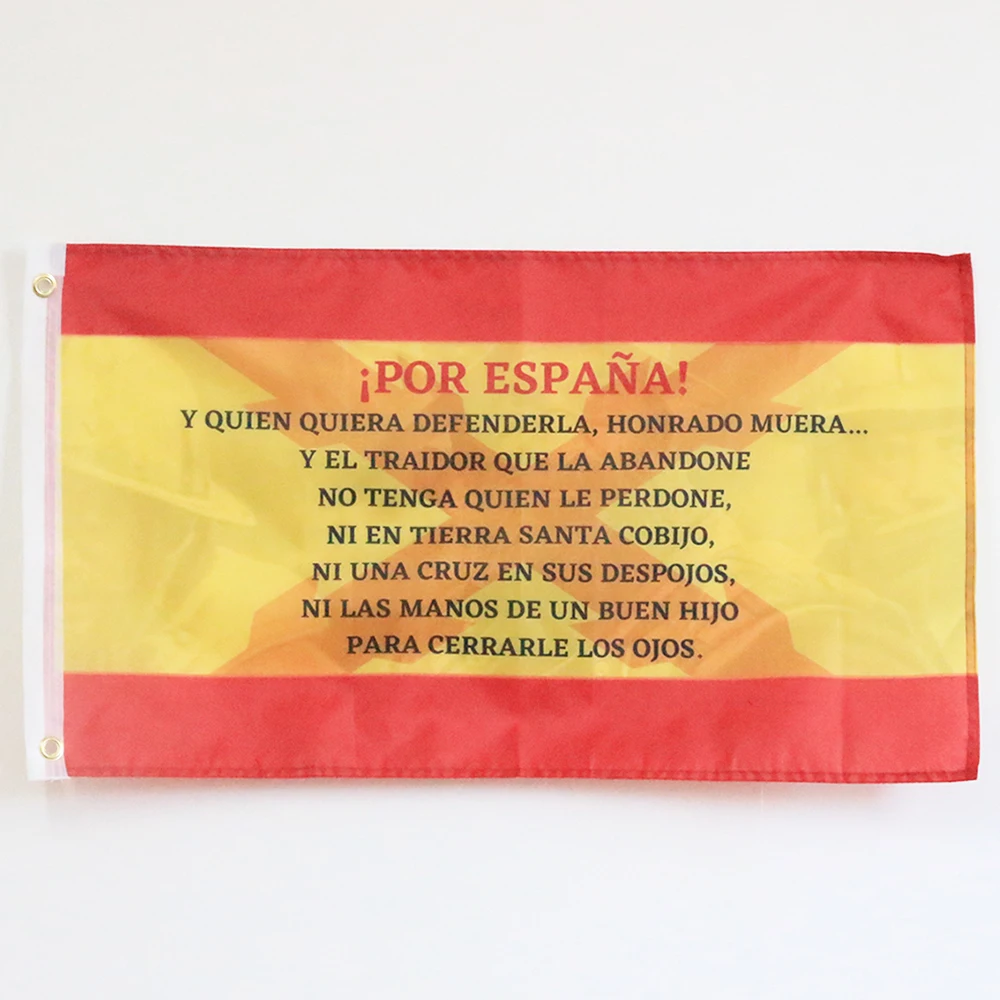 ¡POR ESPAÑA!
Y QUIEN QUIERA DEFENDERLA, HONRADO MUERA...
Y EL TRAIDOR QUE LA ABANDONE
NO TENGA QUIEN LE PERDONE,
NI EN TIERRA SANTA COBIJO,
NI UNA CRUZ EN SUS DESPOJOS,
NI LAS MANOS DE UN BUEN HIJO
PARA CERRARLE LOS OJOS.